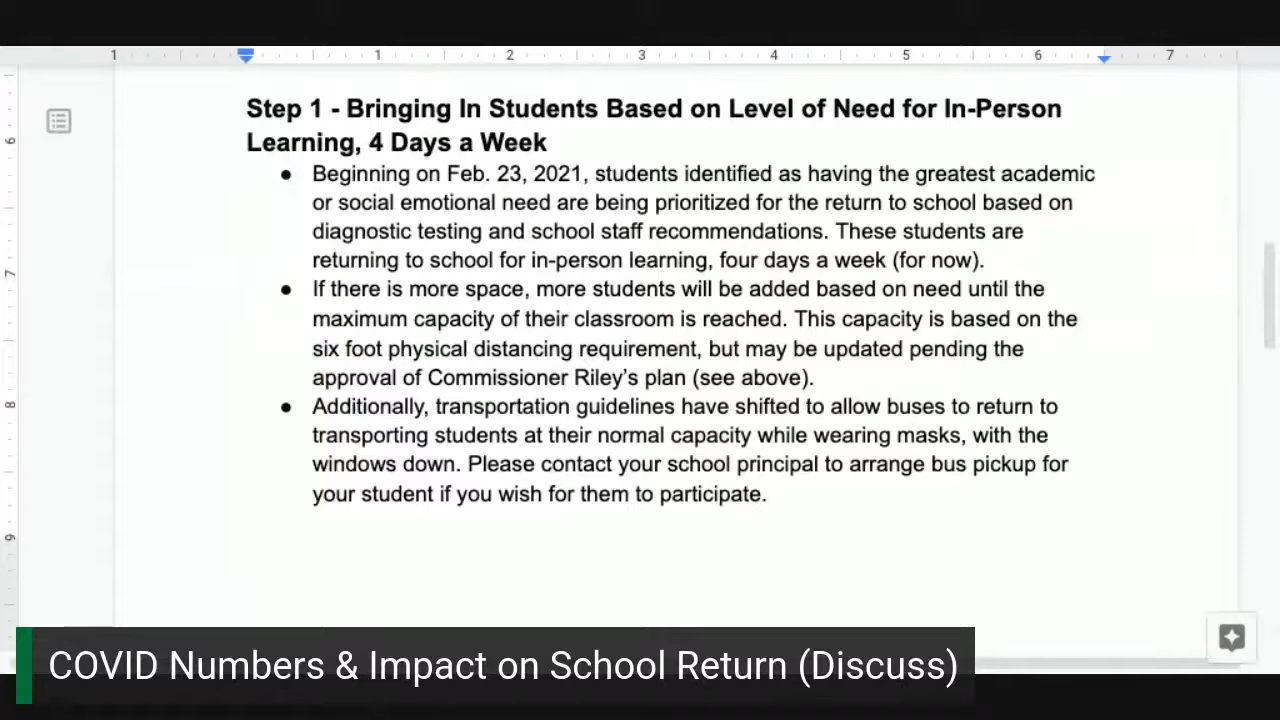 1 1 2 3 4 5 6 7
Step 1 - Bringing In Students Based on Level of Need for In-Person
Learning, 4 Days a Week
● Beginning on Feb. 23, 2021, students identified as having the greatest academic
or social emotional need are being prioritized for the return to school based on
diagnostic testing and school staff recommendations. These students are
returning to school for in-person learning, four days a week (for now).
● If there is more space, more students will be added based on need until the
maximum capacity of their classroom is reached. This capacity is based on the
six foot physical distancing requirement, but may be updated pending the
approval of Commissioner Riley's plan (see above).
● Additionally, transportation guidelines have shifted to allow buses to return to
transporting students at their normal capacity while wearing masks, with the
windows down. Please contact your school principal to arrange bus pickup for
your student if you wish for them to participate.
6
7
8
9
COVID Numbers & Impact on School Return (Discuss)